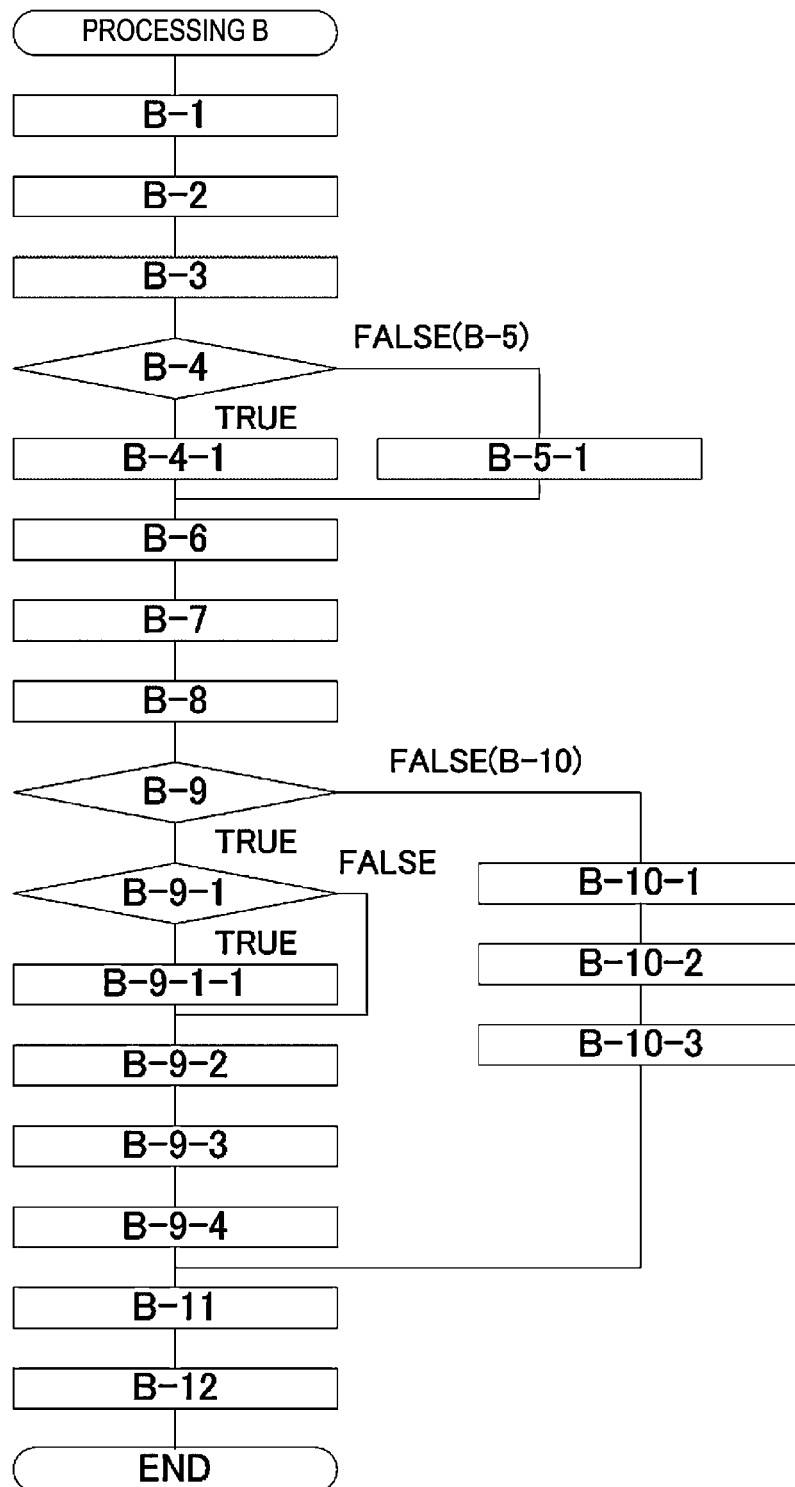 PROCESSING B
B-1
B-2
B-3
FALSE(B-5)
B-4
TRUE
B-4-1
B-5-1
B-6
B-7
B-8
FALSE(B-10)
B-9
TRUE
FALSE
B-9-1
B-10-1
TRUE
B-10-2
B-9-1-1
B-10-3
B-9-2
B-9-3
B-9-4
B-11
B-12
END